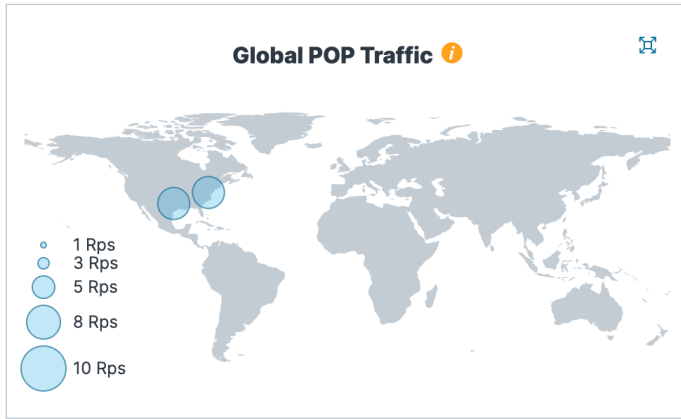 Global POP Traffic i
1 Rps
3 Rps
5 Rps
8 Rps
10 Rps